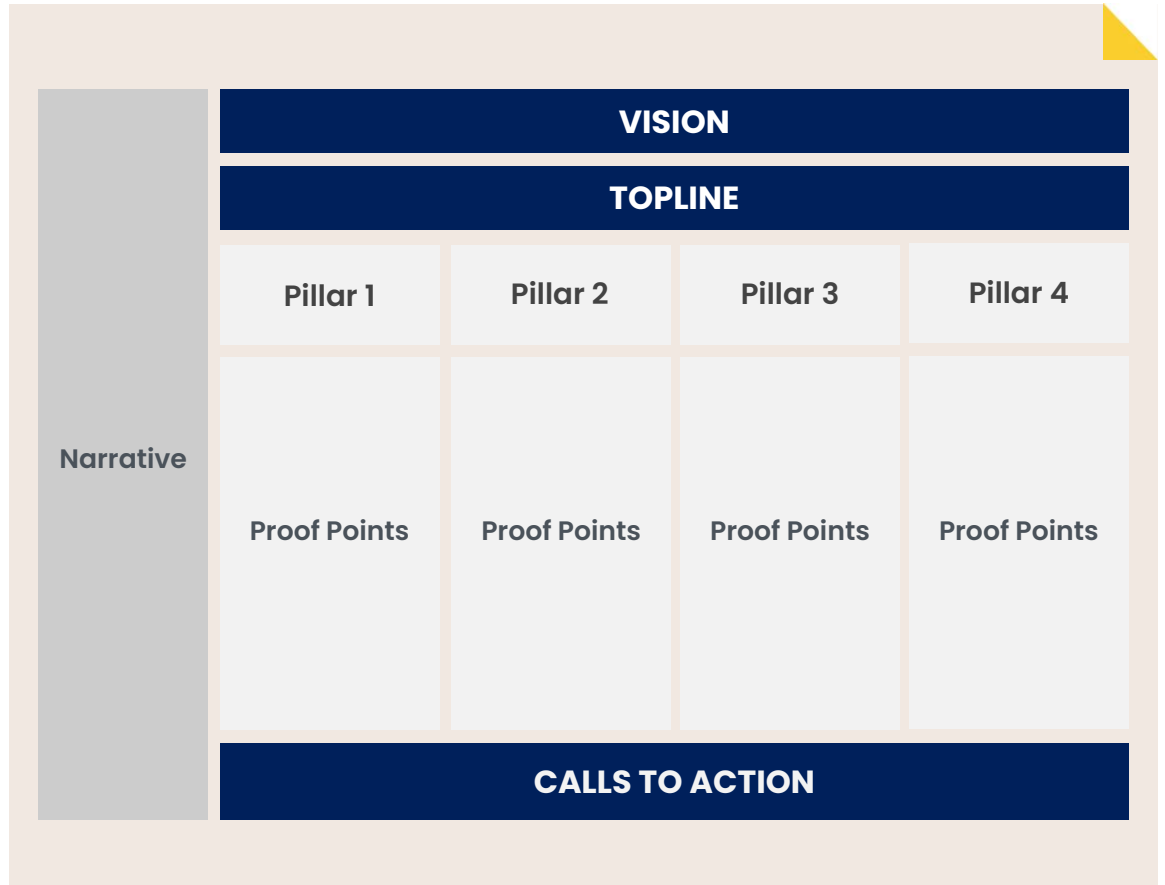 VISION
TOPLINE
Pillar 1
Pillar 2
Pillar 3
Pillar 4
Narrative
Proof Points
Proof Points
Proof Points
Proof Points
CALLS TO ACTION